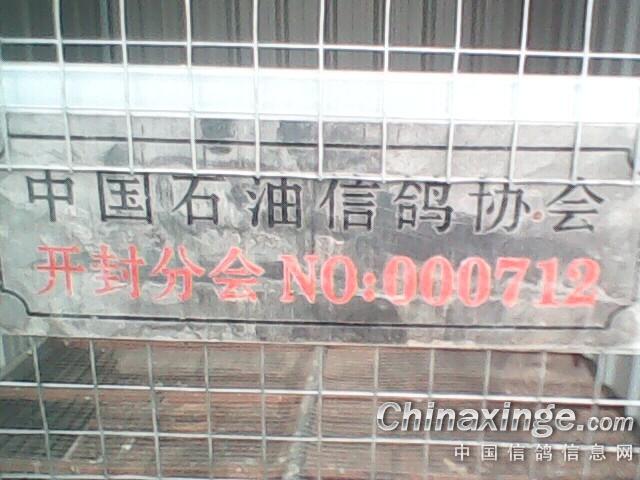 中国石油信鸽协会
开封分会 NO:000712
Chinaxinge.com
中国信鸽信息网